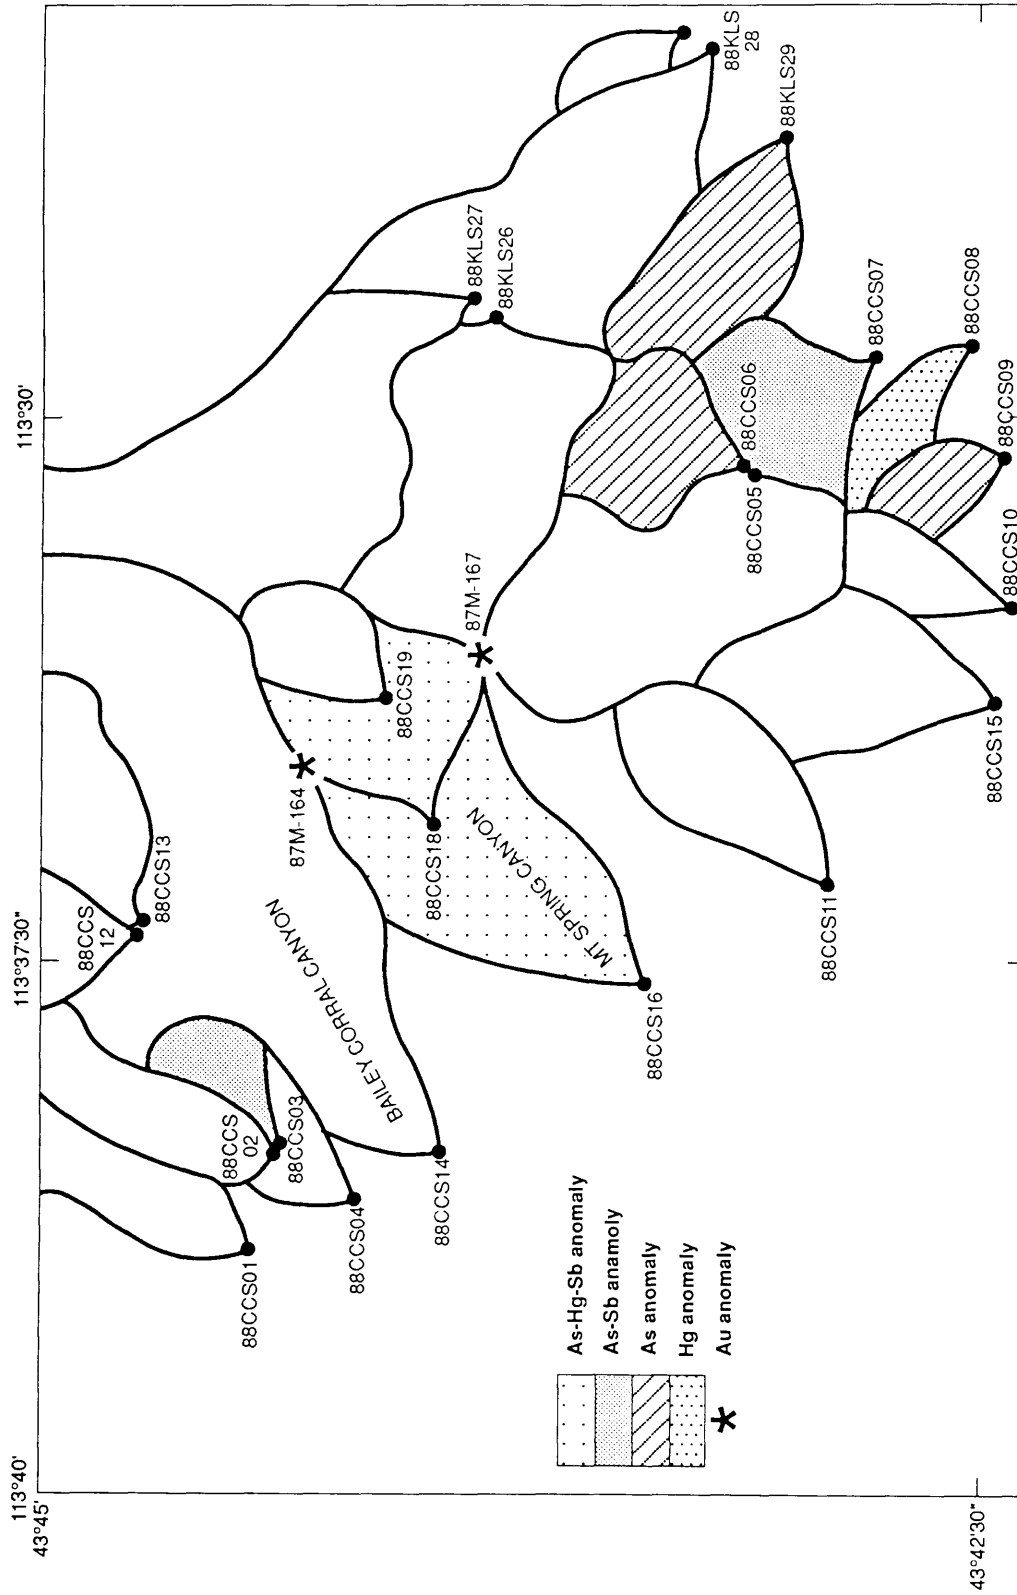 113°40'
43°45'
113°37'30"
113°30'
43°42'30"
88CCS01
88CCS
02
88CCS03
88CCS04
88CCS14
88CCS
12
88CCS13
BAILEY CORRAL CANYON
87M-164
88CCS18
88CCS19
87M-167
MT SPRING CANYON
88CCS16
88CCS11
88CCS15
88CCS10
88CCS09
88CCS08
88CCS07
88CCS06
88CCS05
88KLS27
88KLS26
88KLS
28
88KLS29
As-Hg-Sb anomaly
As-Sb anamoly
As anomaly
Hg anomaly
Au anomaly